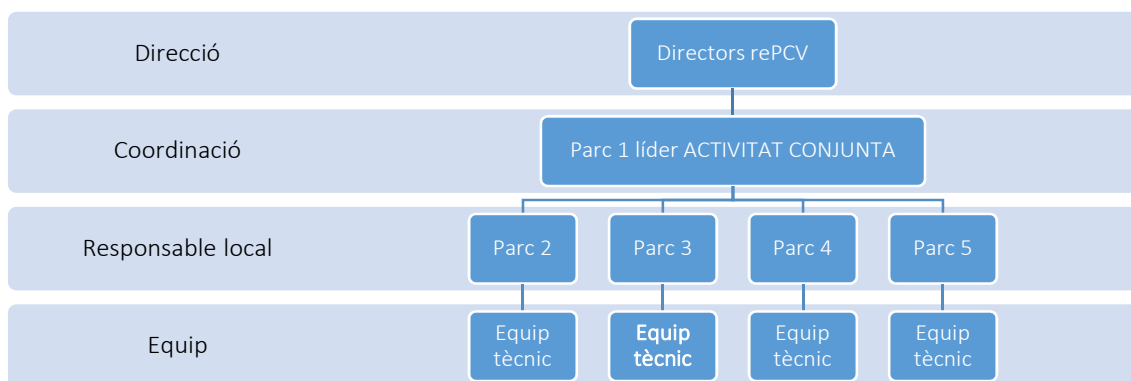 Direcció
Directors rePCV
Coordinació
Parc 1 líder ACTIVITAT CONJUNTA
Responsable local
Parc 2
Parc 3
Parc 4
Parc 5
Equip
Equip
tècnic
Equip
tècnic
Equip
tècnic
Equip
tècnic